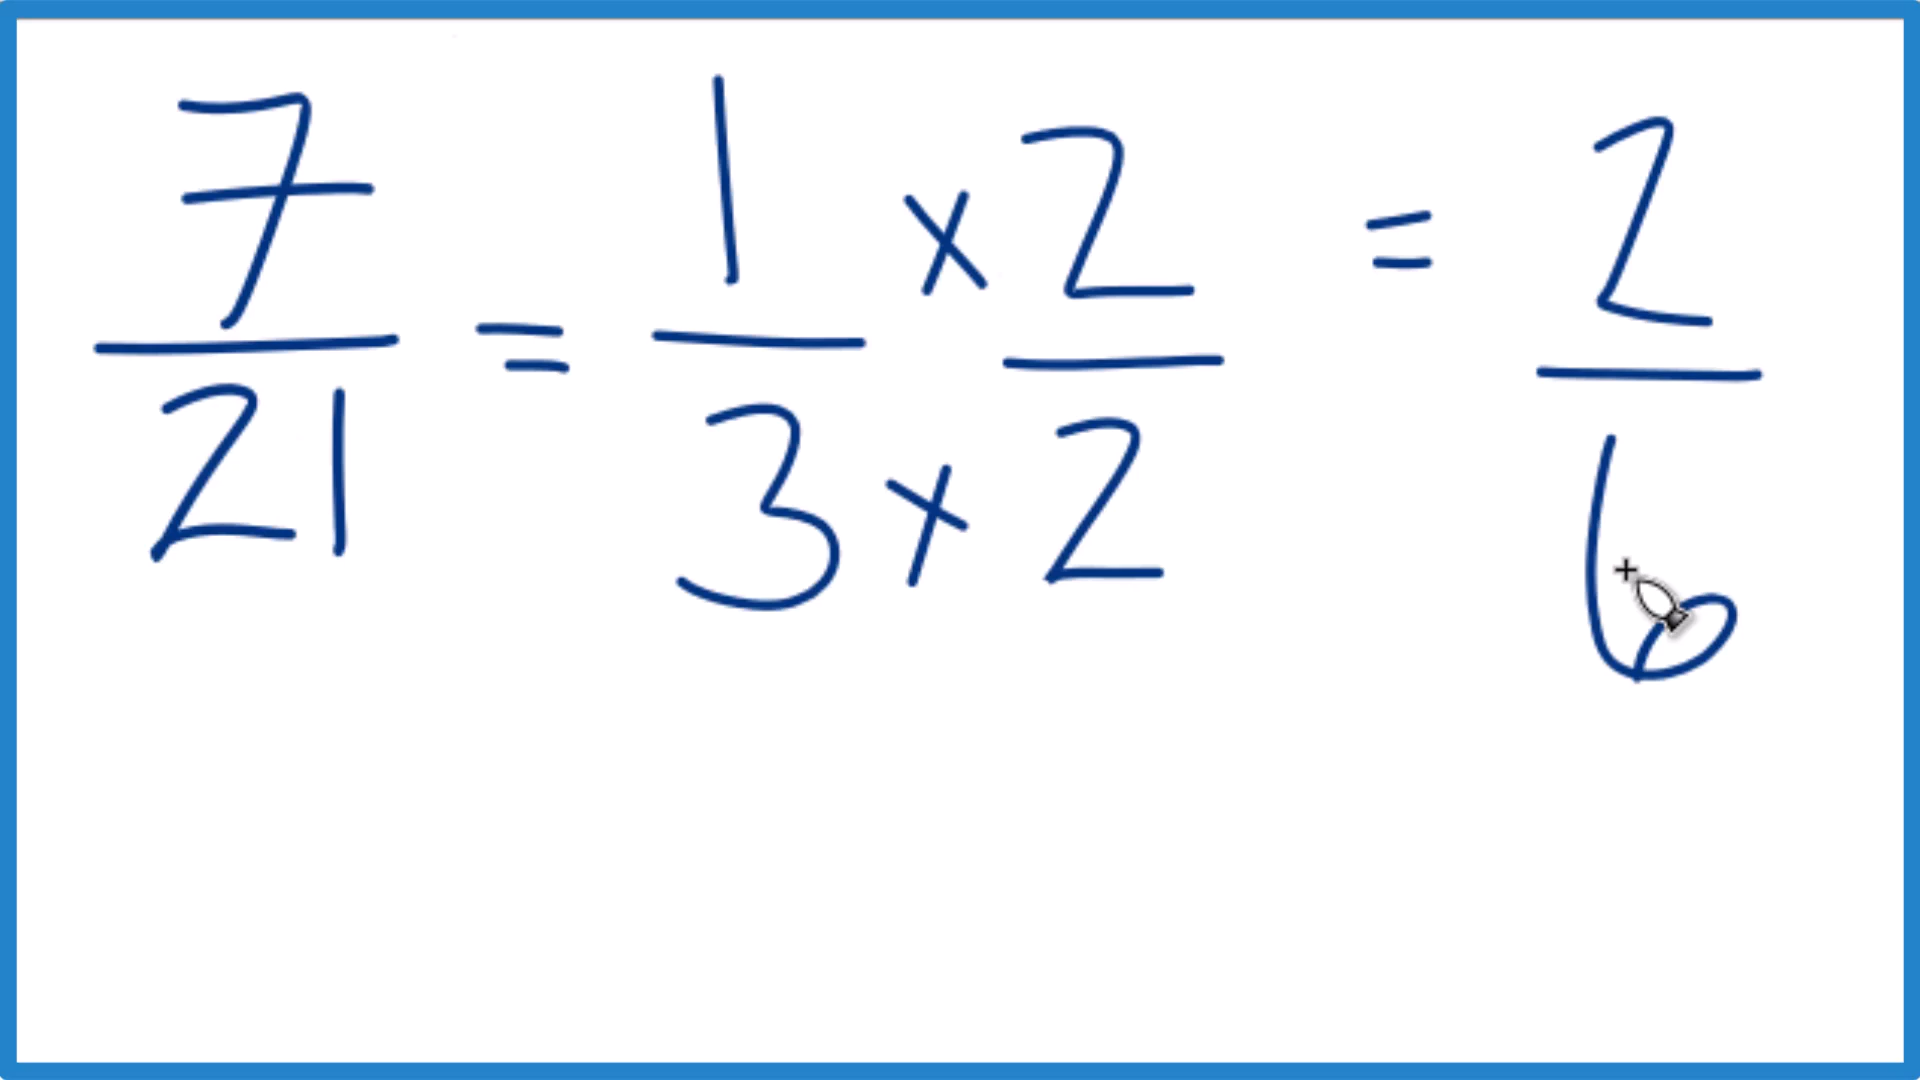 7/21 = 1/3 × 2/2 = 2/6